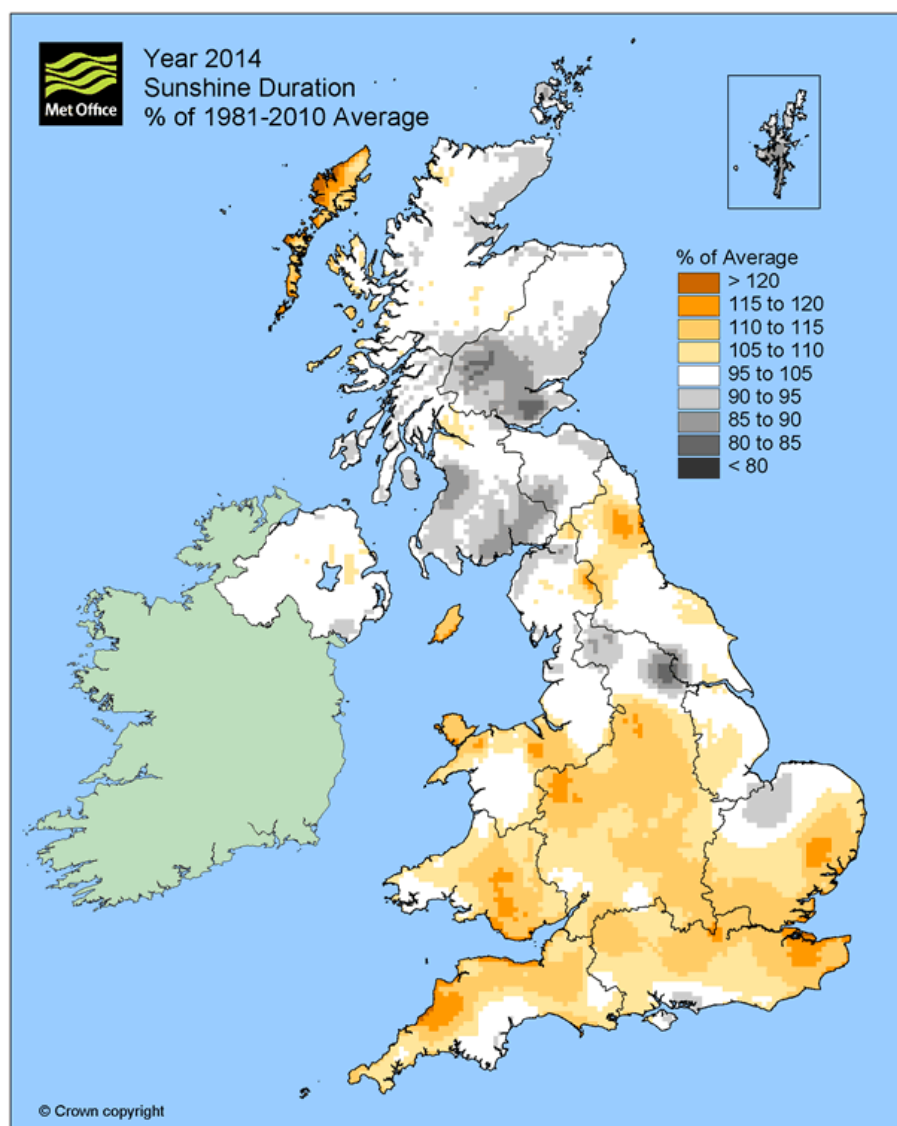 Met Office
Year 2014
Sunshine Duration
% of 1981-2010 Average
% of Average
> 120
115 to 120
110 to 115
105 to 110
95 to 105
90 to 95
85 to 90
80 to 85
< 80
© Crown copyright